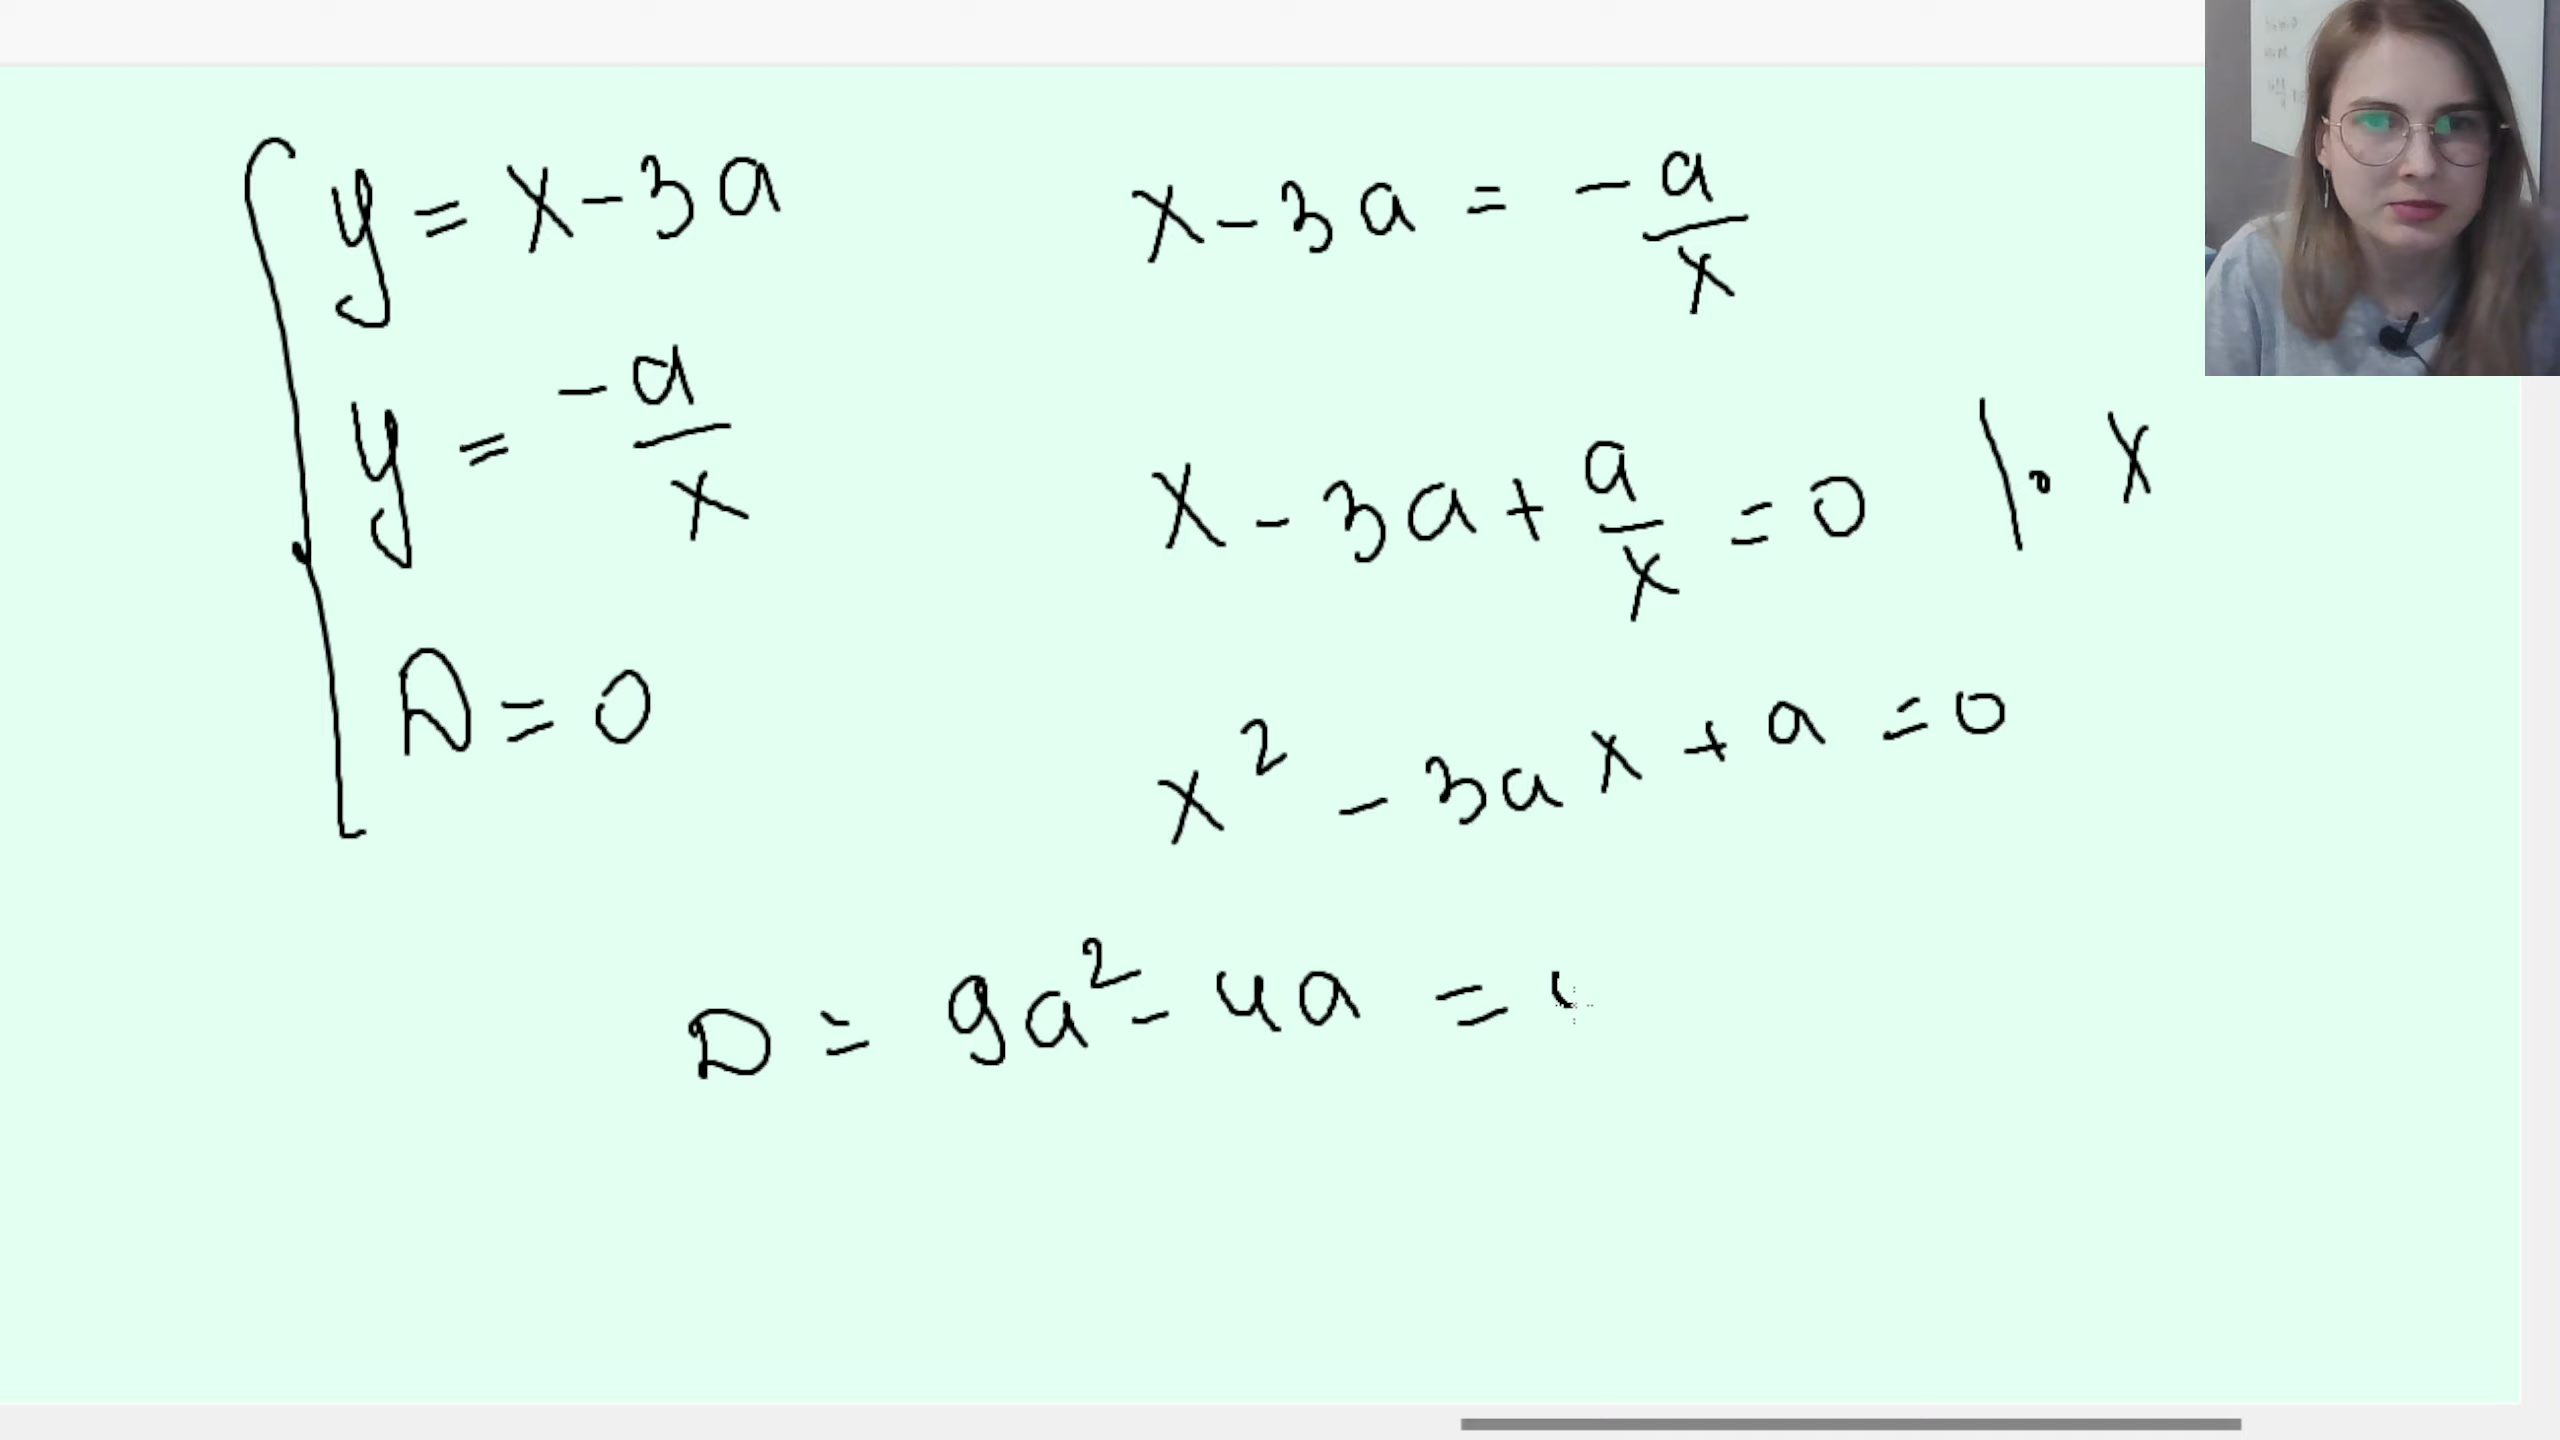 y = x - 3a
y = -a/x
D = 0
x - 3a = -a/x
x - 3a + a/x = 0 | · x
x² - 3ax + a = 0
D = 9a² - 4a =